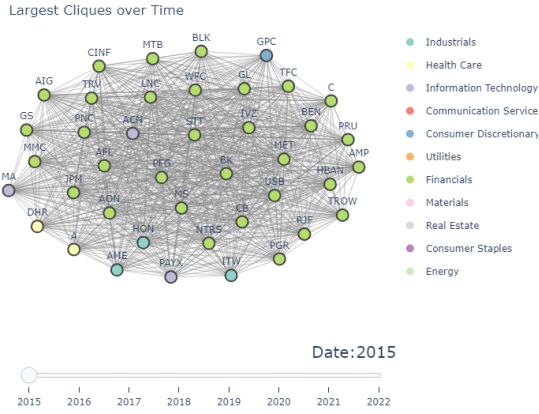 Largest Cliques over Time
BLK
GPC
MTB
CINF
TFC
AIG
TRV
LNC
WFC
GL
C
GS
PNC
ACN
STT
IVZ
BEN
PRU
MMC
AFL
PFG
BK
MET
AMP
MA
JPM
HBAN
AON
MS
USB
TROW
DHR
CB
A
HON
NTRS
RJF
AME
PAYX
ITW
PGR
Industrials
Health Care
Information Technology
Communication Service
Consumer Discretionary
Utilities
Financials
Materials
Real Estate
Consumer Staples
Energy
Date:2015
2015 2016 2017 2018 2019 2020 2021 2022